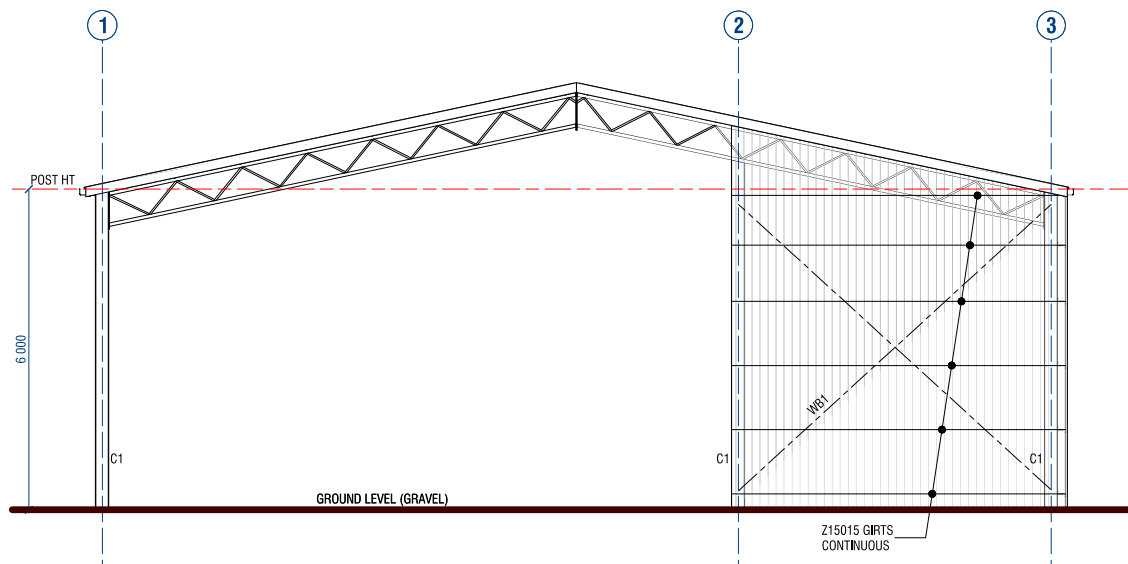 1
2
3
POST HT
6 000
WB1
C1
C1
C1
GROUND LEVEL (GRAVEL)
Z15015 GIRTS
CONTINUOUS